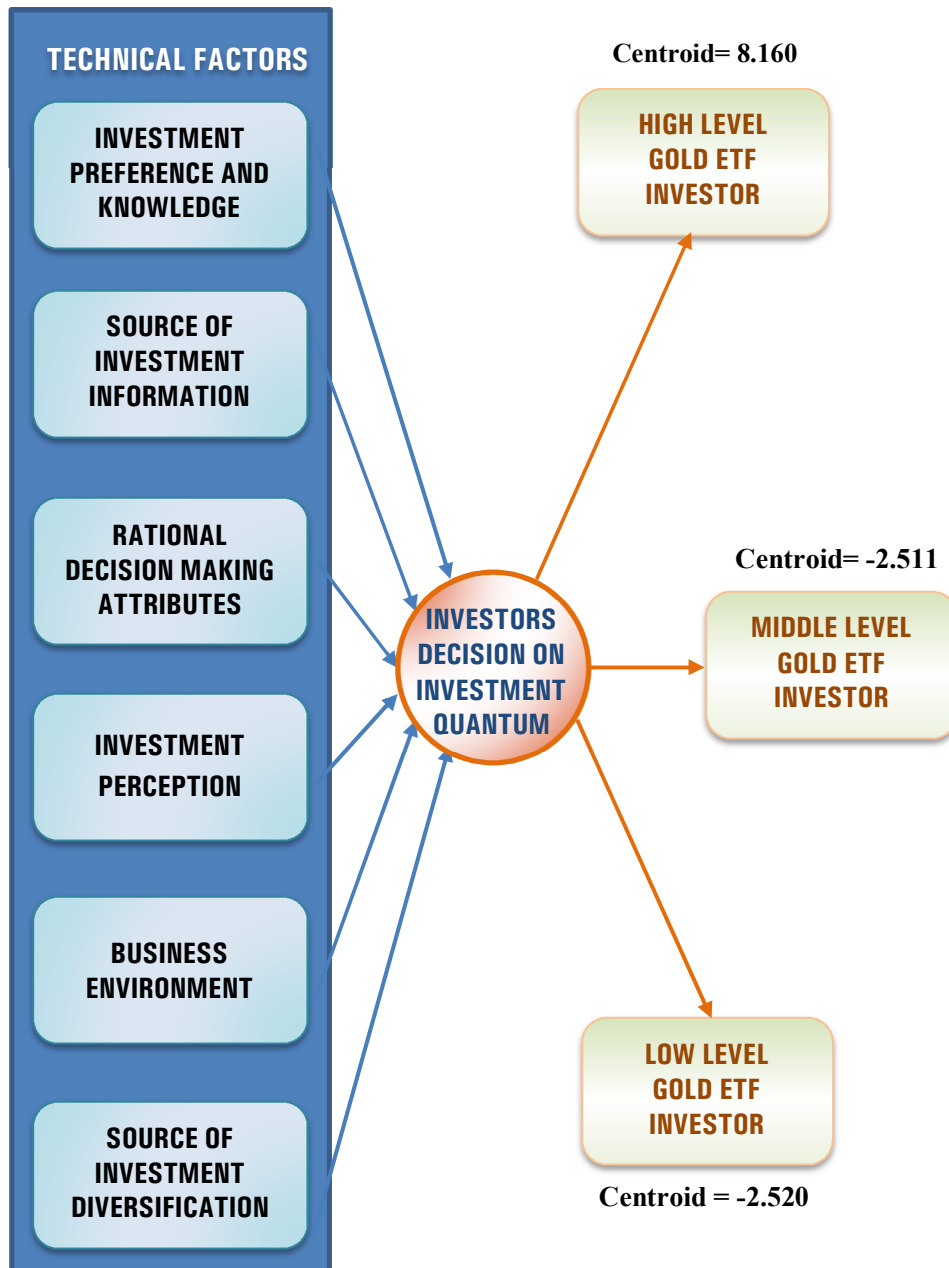 TECHNICAL FACTORS
INVESTMENT
PREFERENCE AND
KNOWLEDGE
SOURCE OF
INVESTMENT
INFORMATION
RATIONAL
DECISION MAKING
ATTRIBUTES
INVESTMENT
PERCEPTION
BUSINESS
ENVIRONMENT
SOURCE OF
INVESTMENT
DIVERSIFICATION
INVESTORS
DECISION ON
INVESTMENT
QUANTUM
Centroid= 8.160
HIGH LEVEL
GOLD ETF
INVESTOR
Centroid= -2.511
MIDDLE LEVEL
GOLD ETF
INVESTOR
LOW LEVEL
GOLD ETF
INVESTOR
Centroid = -2.520